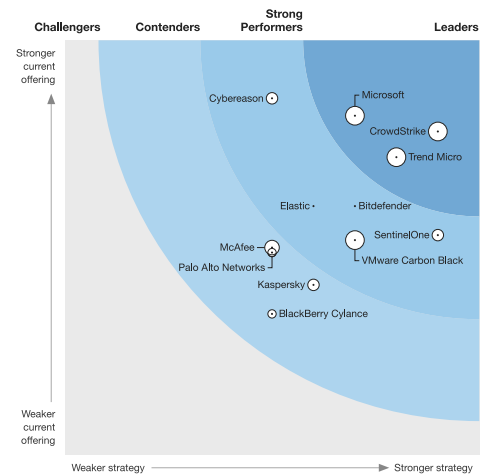 Challengers
Contenders
Strong
Performers
Leaders
Stronger
current
offering
Microsoft
Cybereason
CrowdStrike
Trend Micro
Elastic
Bitdefender
SentinelOne
McAfee
Palo Alto Networks
VMware Carbon Black
Kaspersky
BlackBerry Cylance
Weaker
current
offering
Weaker strategy
Stronger strategy